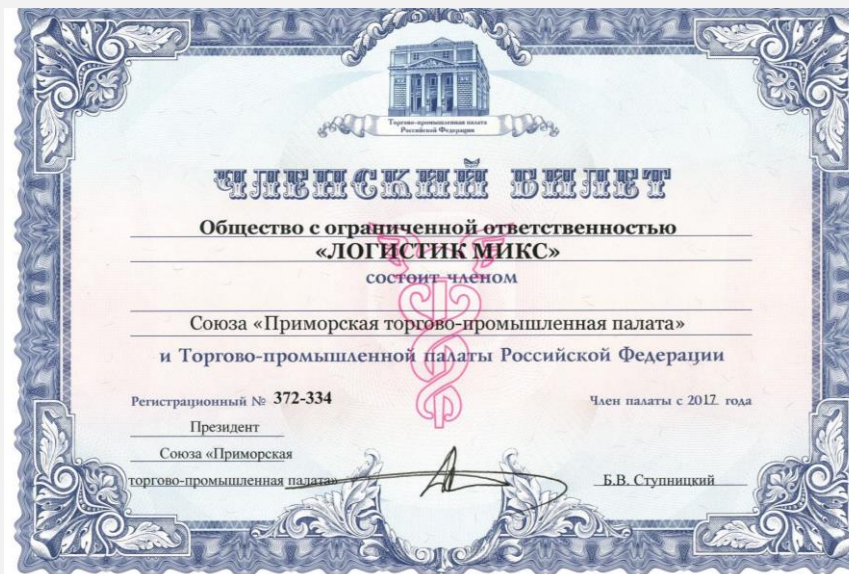 Торгово-промышленная палата
Российской Федерации
ЧЛЕНСКИЙ БИЛЕТ
Общество с ограниченной ответственностью
«ЛОГИСТИК МИКС»
состоит членом
Союза «Приморская торгово-промышленная палата»
и Торгово-промышленной палаты Российской Федерации
Регистрационный № 372-334
Член палаты с 2017 года
Президент
Союза «Приморская
торгово-промышленная палата»
Б.В. Ступницкий